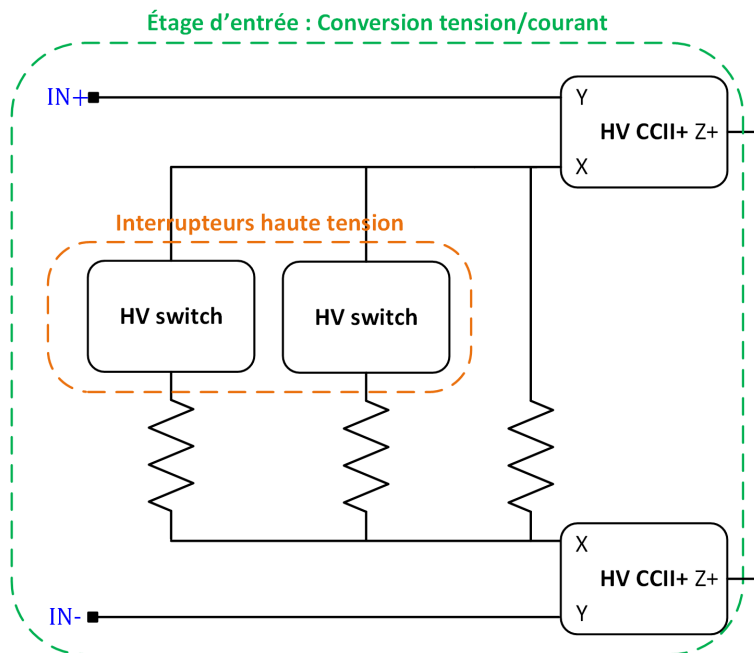 Étage d’entrée : Conversion tension/courant
IN+
Y
HV CCII+ Z+
X
Interrupteurs haute tension
HV switch
HV switch
X
HV CCII+ Z+
Y
IN-